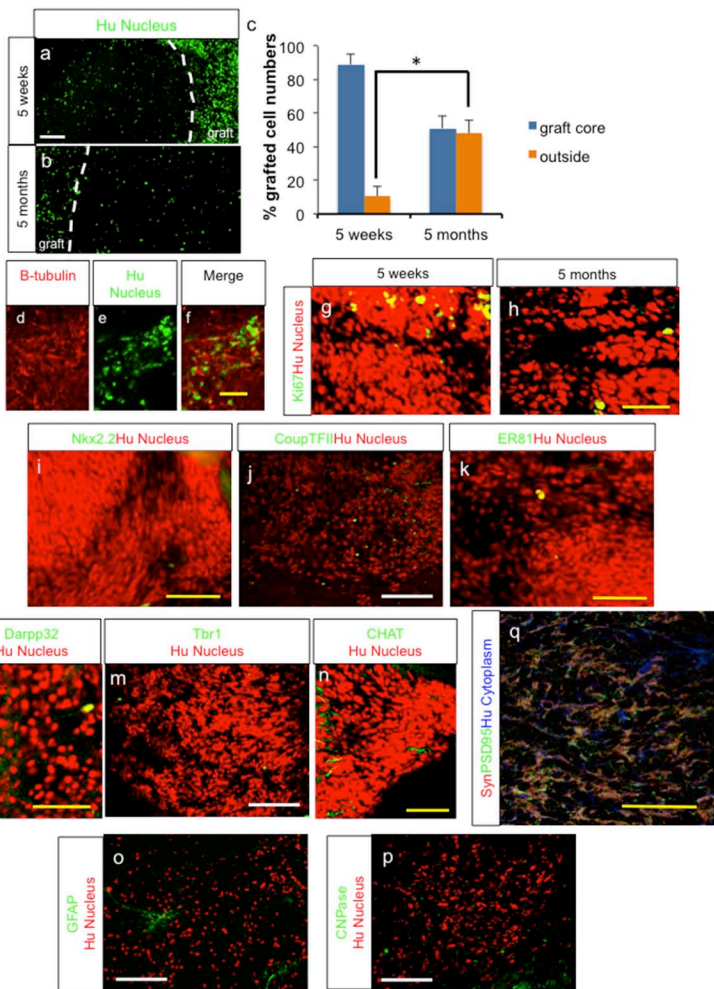 Hu Nucleus
5 weeks
a
graft
5 months
b
graft
c
% grafted cell numbers
100
80
60
40
20
0
*
5 weeks
5 months
graft core
outside
B-tubulin
Hu
Nucleus
Merge
d
e
f
5 weeks
5 months
Ki67Hu Nucleus
g
h
Nkx2.2Hu Nucleus
CoupTFIIHu Nucleus
ER81Hu Nucleus
i
j
k
Darpp32
Hu Nucleus
Tbr1
Hu Nucleus
CHAT
Hu Nucleus
m
n
SynPSD95Hu Cytoplasm
q
GFAP
Hu Nucleus
o
CNPase
Hu Nucleus
p